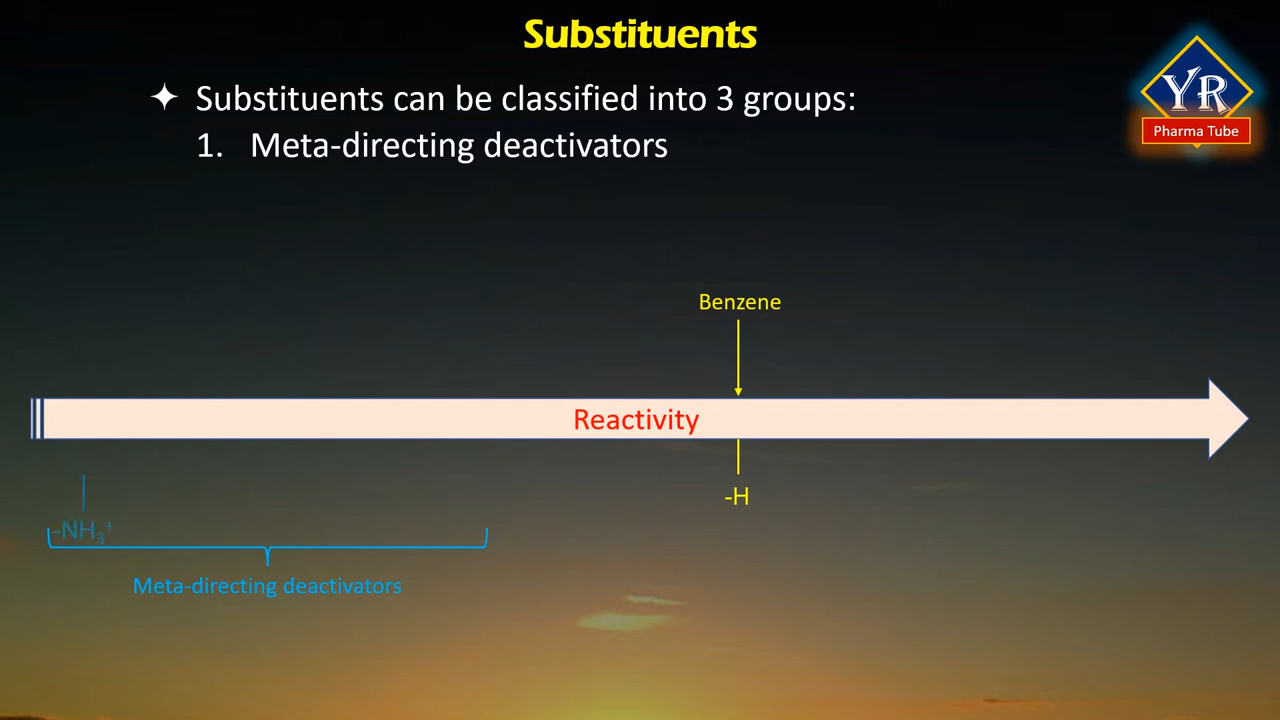 Substituents
✦ Substituents can be classified into 3 groups:
1. Meta-directing deactivators
YR
Pharma Tube
Benzene
Reactivity
-H
-NH₃⁺
Meta-directing deactivators